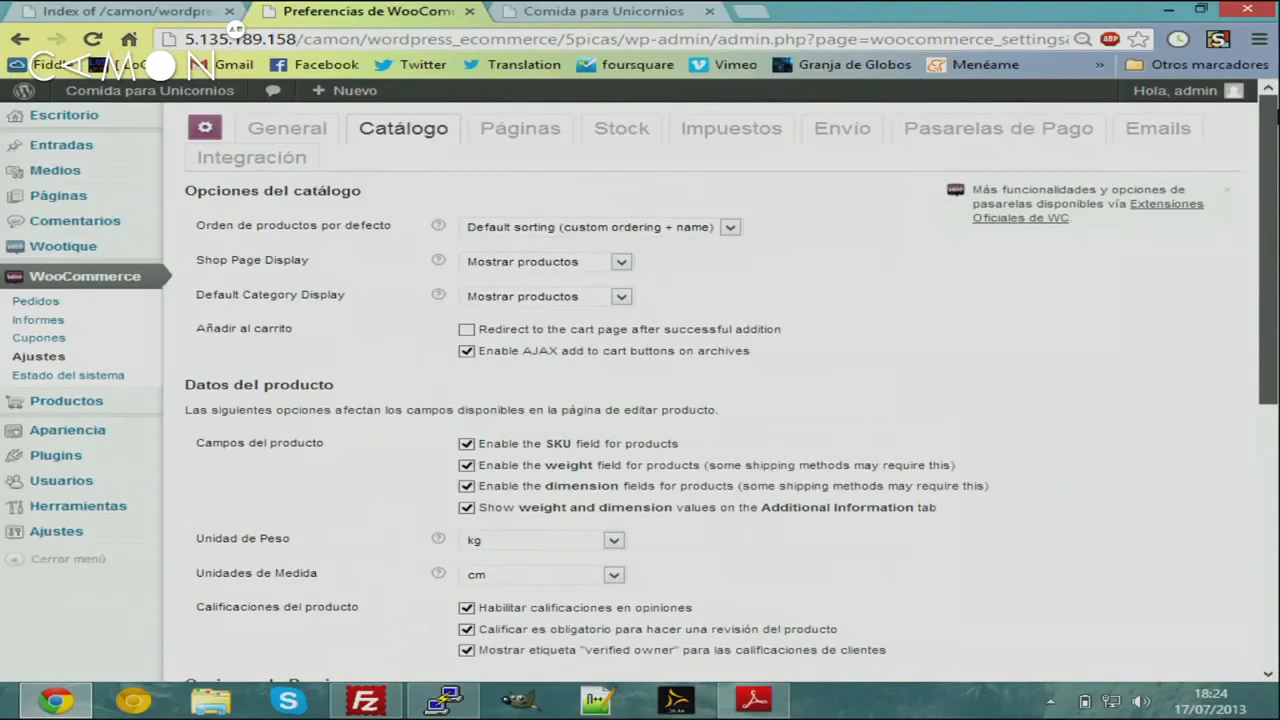 Index of /camon/wordpre
Preferencias de WooCom
Comida para Unicornios
5.135.189.158/camon/wordpress_ecommerce/5picas/wp-admin/admin.php?page=woocommerce_settings
CAMON
Gmail
Facebook
Twitter
Translation
foursquare
Vimeo
Granja de Globos
Menéame
»
Otros marcadores
Comida para Unicornios
+ Nuevo
Hola, admin
Escritorio
Entradas
Medios
Páginas
Comentarios
Wootique
WooCommerce
Pedidos
Informes
Cupones
Ajustes
Estado del sistema
Productos
Apariencia
Plugins
Usuarios
Herramientas
Ajustes
Cerrar menú
General Catálogo Páginas Stock Impuestos Envío Pasarelas de Pago Emails
Integración
Opciones del catálogo
Más funcionalidades y opciones de
pasarelas disponibles vía Extensiones
Oficiales de WC
Orden de productos por defecto
Default sorting (custom ordering + name)
Shop Page Display
Mostrar productos
Default Category Display
Mostrar productos
Añadir al carrito
Redirect to the cart page after successful addition
Enable AJAX add to cart buttons on archives
Datos del producto
Las siguientes opciones afectan los campos disponibles en la página de editar producto.
Campos del producto
Enable the SKU field for products
Enable the weight field for products (some shipping methods may require this)
Enable the dimension fields for products (some shipping methods may require this)
Show weight and dimension values on the Additional Information tab
Unidad de Peso
kg
Unidades de Medida
cm
Calificaciones del producto
Habilitar calificaciones en opiniones
Calificar es obligatorio para hacer una revisión del producto
Mostrar etiqueta "verified owner" para las calificaciones de clientes
18:24
17/07/2013